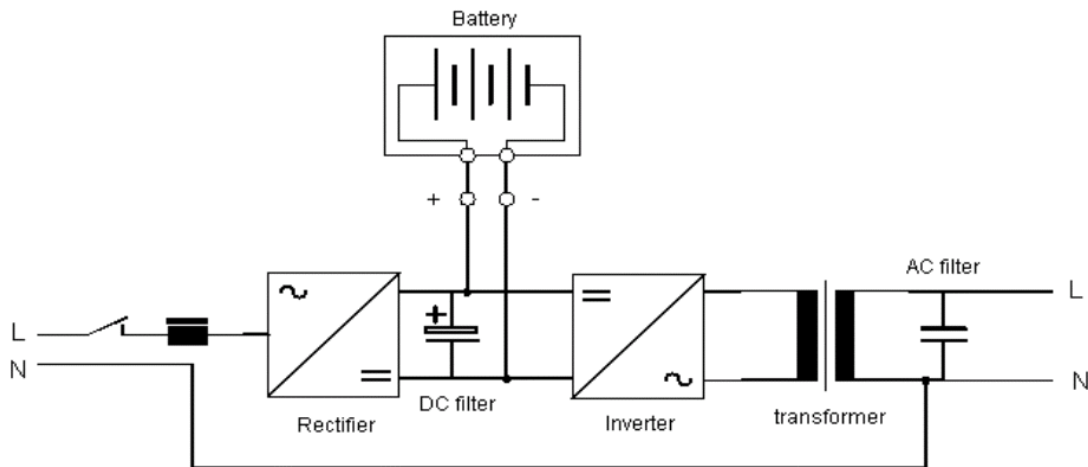 Battery
+ -
AC filter
L
L
+
N
N
DC filter
transformer
Rectifier
Inverter